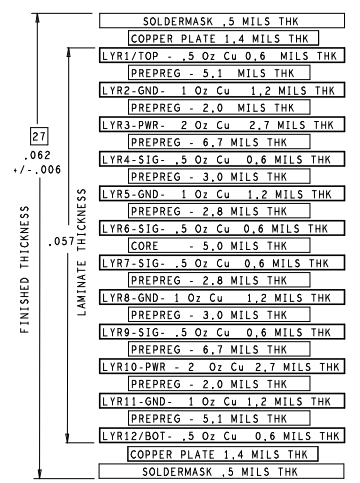 SOLDERMASK .5 MILS THK
COPPER PLATE 1.4 MILS THK
LYR1/TOP - .5 Oz Cu 0.6 MILS THK
PREPREG - 5.1 MILS THK
LYR2-GND- 1 Oz Cu 1.2 MILS THK
PREPREG - 2.0 MILS THK
LYR3-PWR- 2 Oz Cu 2.7 MILS THK
PREPREG - 6.7 MILS THK
LYR4-SIG- .5 Oz Cu 0.6 MILS THK
PREPREG - 3.0 MILS THK
LYR5-GND- 1 Oz Cu 1.2 MILS THK
PREPREG - 2.8 MILS THK
LYR6-SIG- .5 Oz Cu 0.6 MILS THK
CORE - 5.0 MILS THK
LYR7-SIG- .5 Oz Cu 0.6 MILS THK
PREPREG - 2.8 MILS THK
LYR8-GND- 1 Oz Cu 1.2 MILS THK
PREPREG - 3.0 MILS THK
LYR9-SIG- .5 Oz Cu 0.6 MILS THK
PREPREG - 6.7 MILS THK
LYR10-PWR - 2 Oz Cu 2.7 MILS THK
PREPREG - 2.0 MILS THK
LYR11-GND- 1 Oz Cu 1.2 MILS THK
PREPREG - 5.1 MILS THK
LYR12/BOT- .5 Oz Cu 0.6 MILS THK
COPPER PLATE 1.4 MILS THK
SOLDERMASK .5 MILS THK
27
.062
+/-.006
FINISHED THICKNESS
.057
LAMINATE THICKNESS